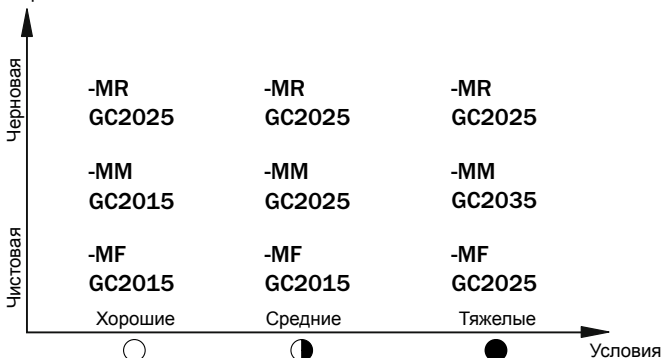 Черновая
-MR -MR -MR
GC2025 GC2025 GC2025
-MM -MM -MM
GC2015 GC2025 GC2035
Чистовая
-MF -MF -MF
GC2015 GC2015 GC2025
Хорошие Средние Тяжелые
Условия